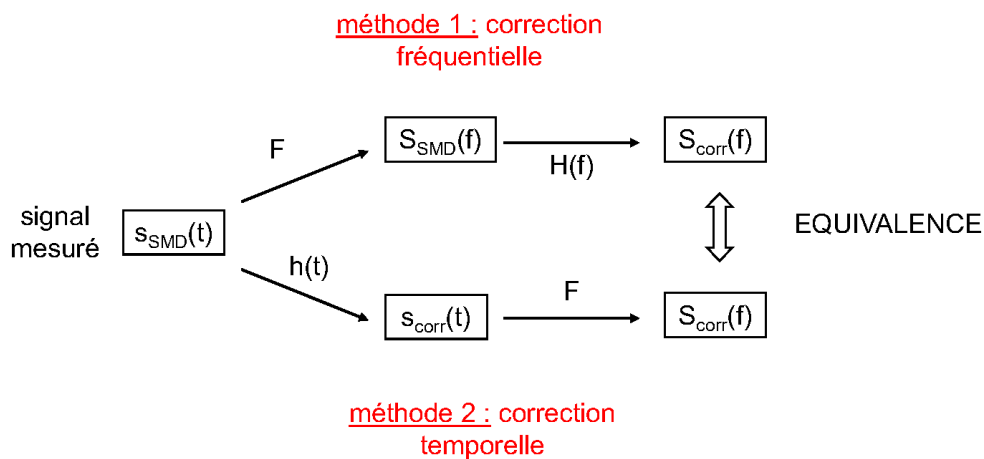 méthode 1 : correction
fréquentielle
F
S_SMD(f)
H(f)
S_corr(f)
signal
mesuré
s_SMD(t)
EQUIVALENCE
h(t)
s_corr(t)
F
S_corr(f)
méthode 2 : correction
temporelle